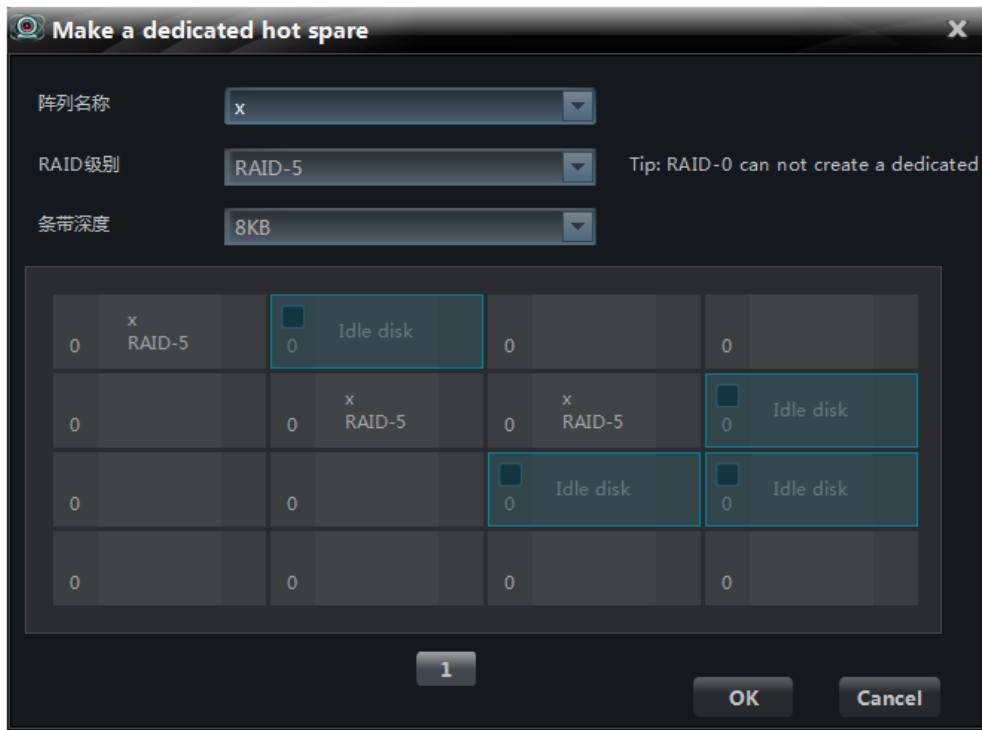 Make a dedicated hot spare
阵列名称
x
RAID级别
RAID-5
Tip: RAID-0 can not create a dedicated
条带深度
8KB
0
x
RAID-5
0
Idle disk
0
0
0
0
x
RAID-5
0
x
RAID-5
0
Idle disk
0
0
0
Idle disk
0
Idle disk
0
0
0
0
1
OK
Cancel